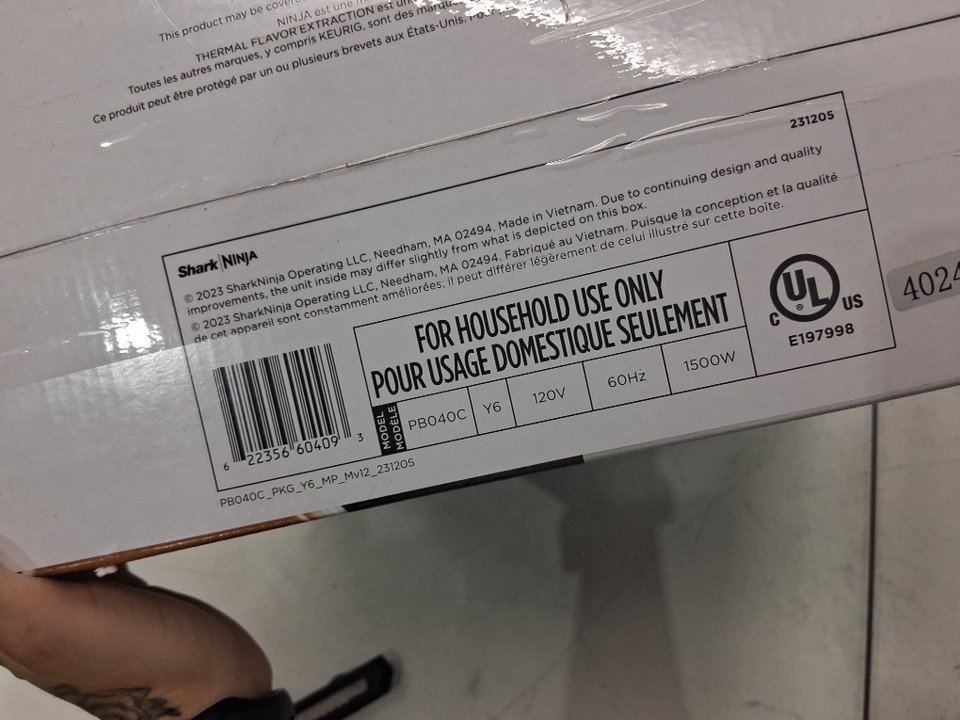 This product may be covered
NINJA est une
THERMAL FLAVOR EXTRACTION est un
Toutes les autres marques, y compris KEURIG, sont des
Ce produit peut être protégé par un ou plusieurs brevets aux États-Unis.
231205
Shark|NINJA
© 2023 SharkNinja Operating LLC, Needham, MA 02494. Made in Vietnam. Due to continuing design and quality
improvements, the unit inside may differ slightly from what is depicted on this box.
© 2023 SharkNinja Operating LLC, Needham, MA 02494. Fabriqué au Vietnam. Puisque la conception et la qualité
de cet appareil sont constamment améliorées, il peut différer légèrement de celui illustré sur cette boîte.
FOR HOUSEHOLD USE ONLY
POUR USAGE DOMESTIQUE SEULEMENT
MODEL
MODÈLE
PB040C Y6 120V 60Hz 1500W
C UL ® US
E197998
4024
6 22356 60409 3
PB040C_PKG_Y6_MP_Mv12_231205